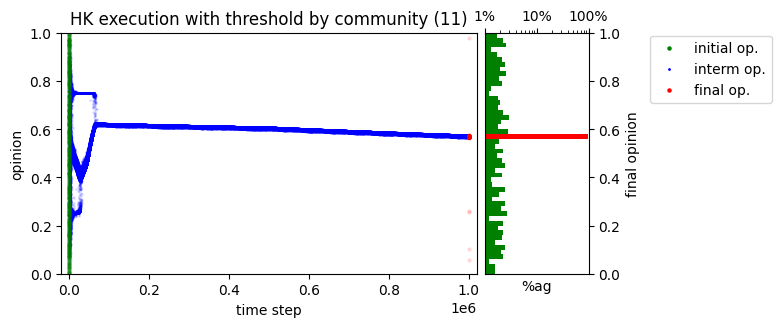 HK execution with threshold by community (11)
1% 10% 100%
1.0 0.8 0.6 0.4 0.2 0.0
opinion
0.0 0.2 0.4 0.6 0.8 1.0
1e6
time step
%ag
1.0 0.8 0.6 0.4 0.2 0.0
final opinion
initial op.
interm op.
final op.